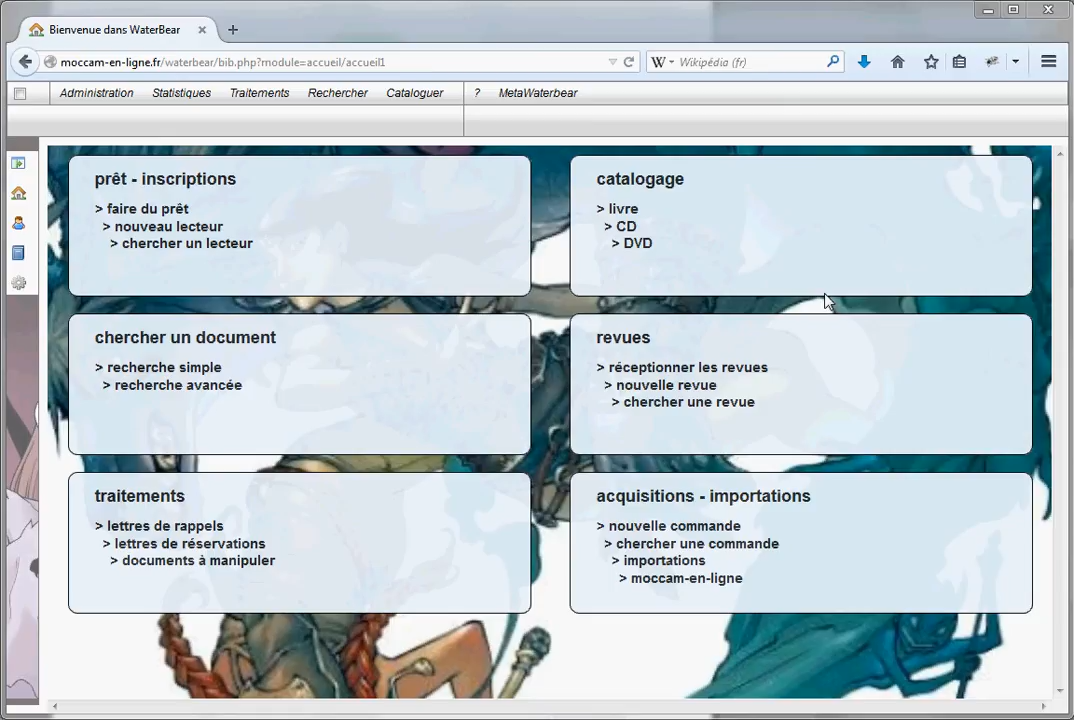 Bienvenue dans WaterBear
moccam-en-ligne.fr/waterbear/bib.php?module=accueil/accueil1
W Wikipédia (fr)
Administration Statistiques Traitements Rechercher Cataloguer ? MetaWaterbear
prêt - inscriptions
> faire du prêt
> nouveau lecteur
> chercher un lecteur
catalogage
> livre
> CD
> DVD
chercher un document
> recherche simple
> recherche avancée
revues
> réceptionner les revues
> nouvelle revue
> chercher une revue
traitements
> lettres de rappels
> lettres de réservations
> documents à manipuler
acquisitions - importations
> nouvelle commande
> chercher une commande
> importations
> moccam-en-ligne